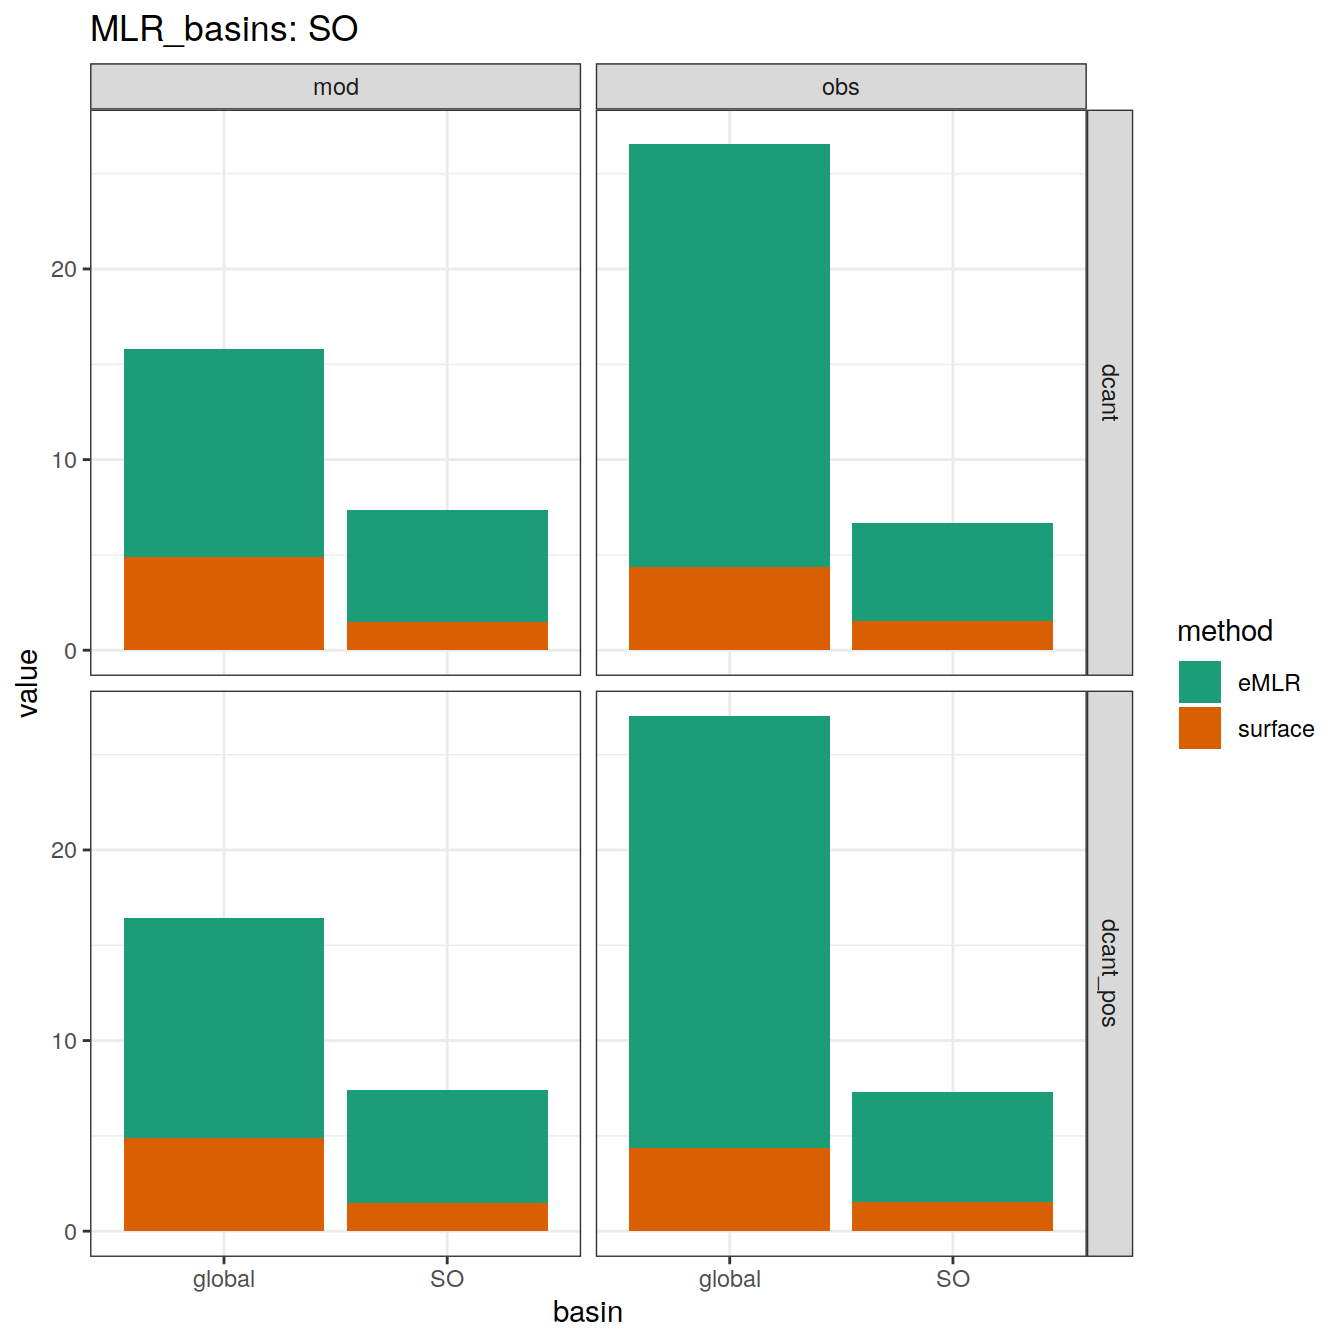 MLR_basins: SO
mod
obs
20
10
0
dcant
20
10
0
dcant_pos
value
global
SO
global
SO
basin
method
eMLR
surface